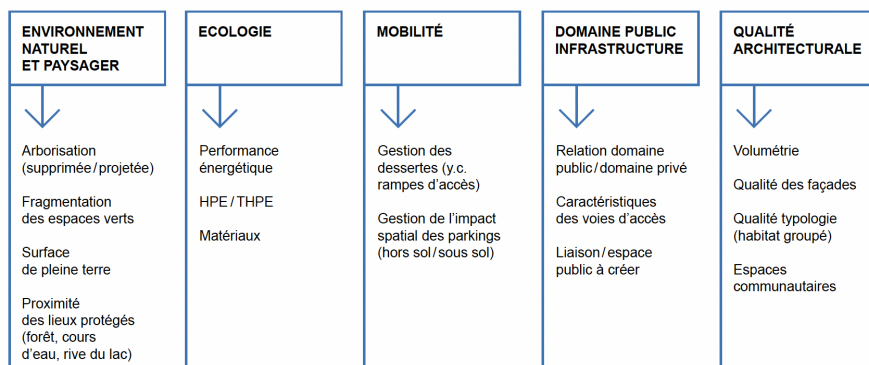 ENVIRONNEMENT
NATUREL
ET PAYSAGER
Arborisation
(supprimée / projetée)
Fragmentation
des espaces verts
Surface
de pleine terre
Proximité
des lieux protégés
(forêt, cours
d'eau, rive du lac)
ECOLOGIE
Performance
énergétique
HPE / THPE
Matériaux
MOBILITÉ
Gestion des
dessertes (y.c.
rampes d'accès)
Gestion de l'impact
spatial des parkings
(hors sol / sous sol)
DOMAINE PUBLIC
INFRASTRUCTURE
Relation domaine
public / domaine privé
Caractéristiques
des voies d'accès
Liaison / espace
public à créer
QUALITÉ
ARCHITECTURALE
Volumétrie
Qualité des façades
Qualité typologie
(habitat groupé)
Espaces
communautaires